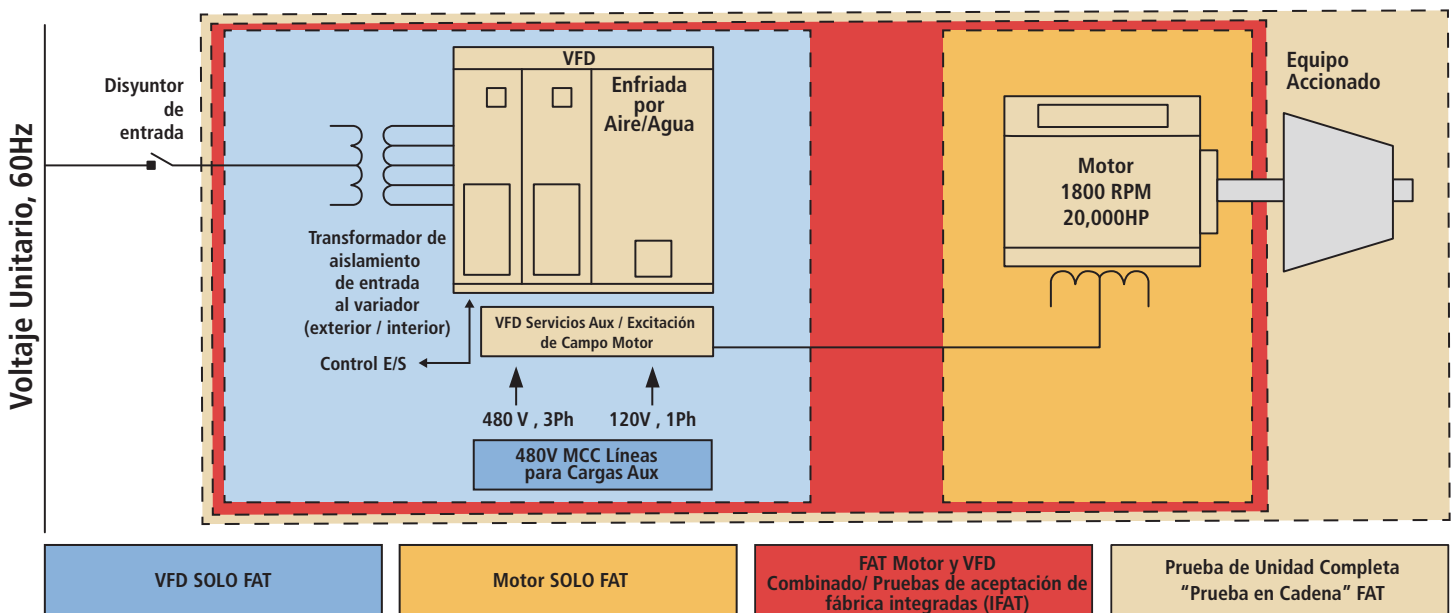 Voltaje Unitario, 60Hz
Disyuntor
de
entrada
VFD
Enfriada
por
Aire/Agua
Transformador de
aislamiento
de entrada
al variador
(exterior / interior)
Control E/S
VFD Servicios Aux / Excitación
de Campo Motor
480 V , 3Ph
120V , 1Ph
480V MCC Líneas
para Cargas Aux
Motor
1800 RPM
20,000HP
Equipo
Accionado
VFD SOLO FAT
Motor SOLO FAT
FAT Motor y VFD
Combinado/ Pruebas de aceptación de
fábrica integradas (IFAT)
Prueba de Unidad Completa
“Prueba en Cadena” FAT